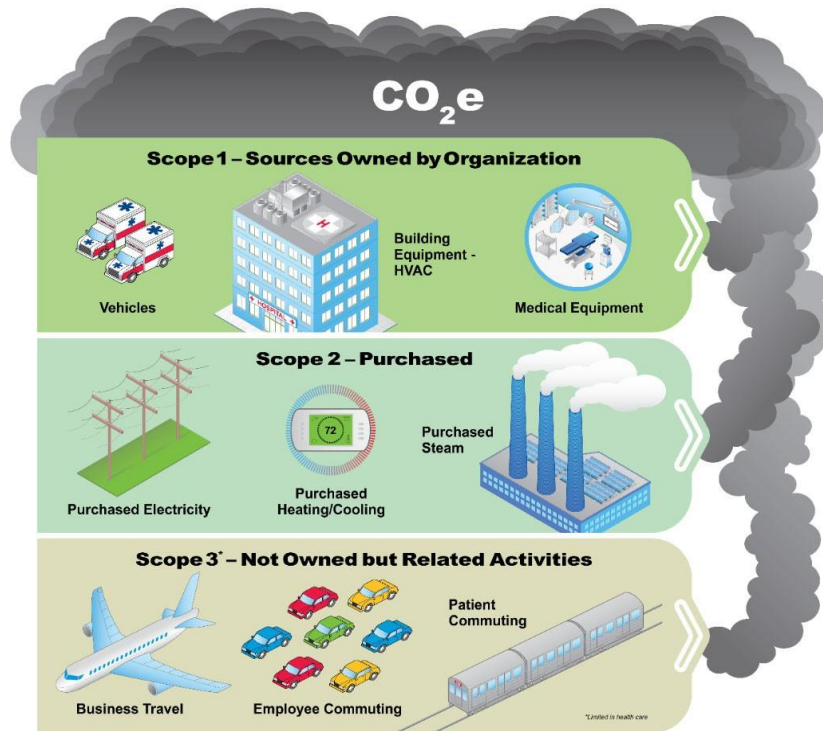 CO₂e
Scope 1 – Sources Owned by Organization
Vehicles
H
HOSPITAL
Building
Equipment -
HVAC
Medical Equipment
Scope 2 – Purchased
Purchased Electricity
72
Purchased
Heating/Cooling
Purchased
Steam
Scope 3* – Not Owned but Related Activities
Business Travel
Employee Commuting
Patient
Commuting
*Limited in health care